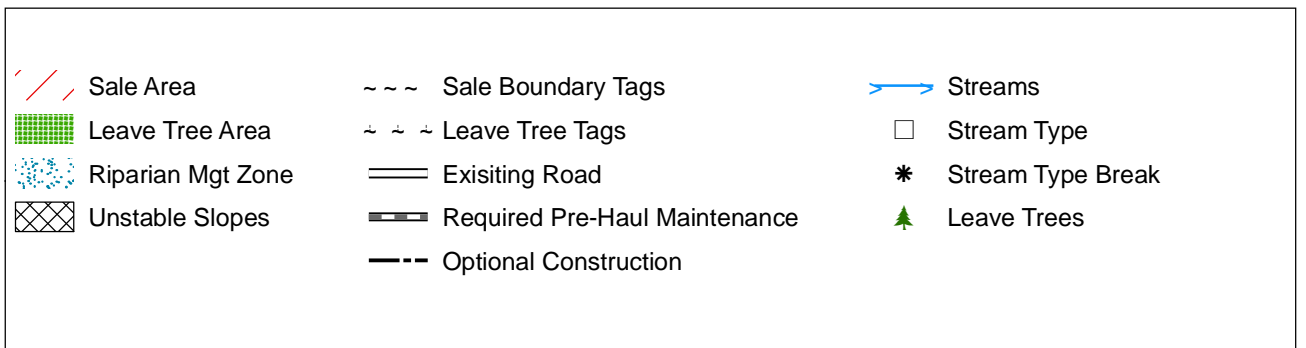 Sale Area
Leave Tree Area
Riparian Mgt Zone
Unstable Slopes
Sale Boundary Tags
Leave Tree Tags
Exisiting Road
Required Pre-Haul Maintenance
Optional Construction
Streams
Stream Type
Stream Type Break
Leave Trees